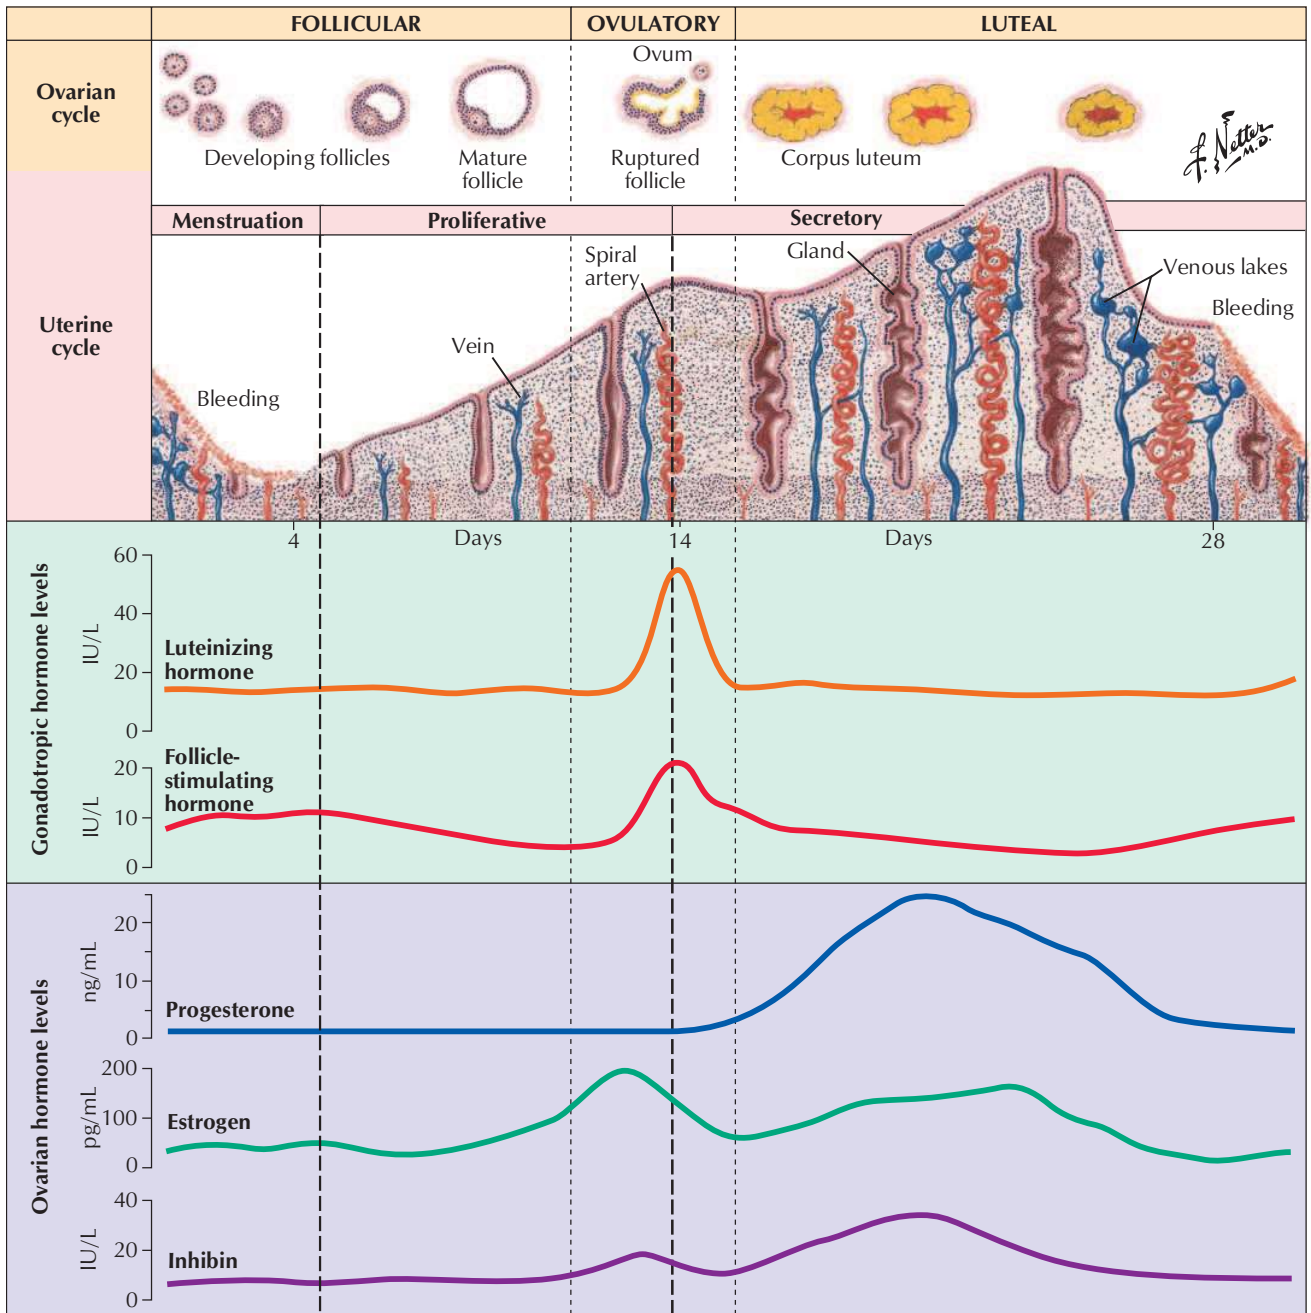 FOLLICULAR OVULATORY LUTEAL
Ovarian
cycle
Ovum
Developing follicles
Mature
follicle
Ruptured
follicle
Corpus luteum
F. Netter
M.D.
Menstruation Proliferative Secretory
Uterine
cycle
Bleeding
Vein
Spiral
artery
Gland
Venous lakes
Bleeding
4 Days 14 Days 28
Gonadotropic hormone levels
IU/L
60
40
20
0
Luteinizing
hormone
IU/L
20
10
0
Follicle-
stimulating
hormone
Ovarian hormone levels
ng/mL
20
10
0
Progesterone
pg/mL
200
100
0
Estrogen
IU/L
40
20
0
Inhibin